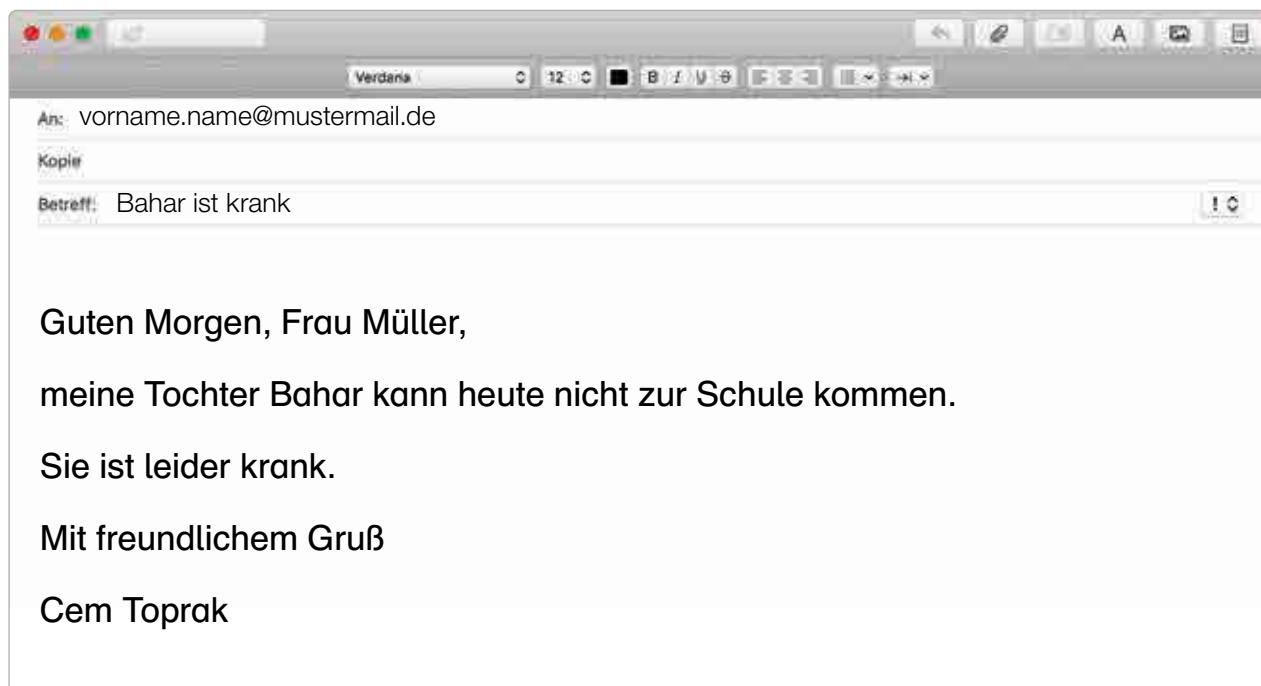 A
Verdana 12 B I U S
An: vorname.name@mustermail.de
Kopie
Betreff: Bahar ist krank !
Guten Morgen, Frau Müller,
meine Tochter Bahar kann heute nicht zur Schule kommen.
Sie ist leider krank.
Mit freundlichem Gruß
Cem Toprak